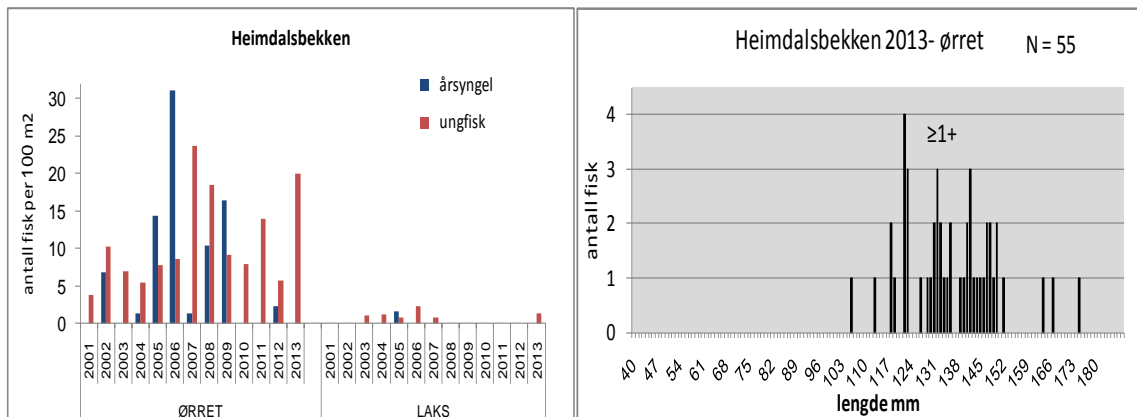 Heimdalsbekken
årsyngel
ungfisk
antall fisk per 100 m2
30
25
20
15
10
5
0
2001 2002 2003 2004 2005 2006 2007 2008 2009 2010 2011 2012 2013 2001 2002 2003 2004 2005 2006 2007 2008 2009 2010 2011 2012 2013
ØRRET LAKS
Heimdalsbekken 2013- ørret N = 55
≥1+
antall fisk
4
3
2
1
0
40 47 54 61 68 75 82 89 96 103 110 117 124 131 138 145 152 159 166 173 180
lengde mm